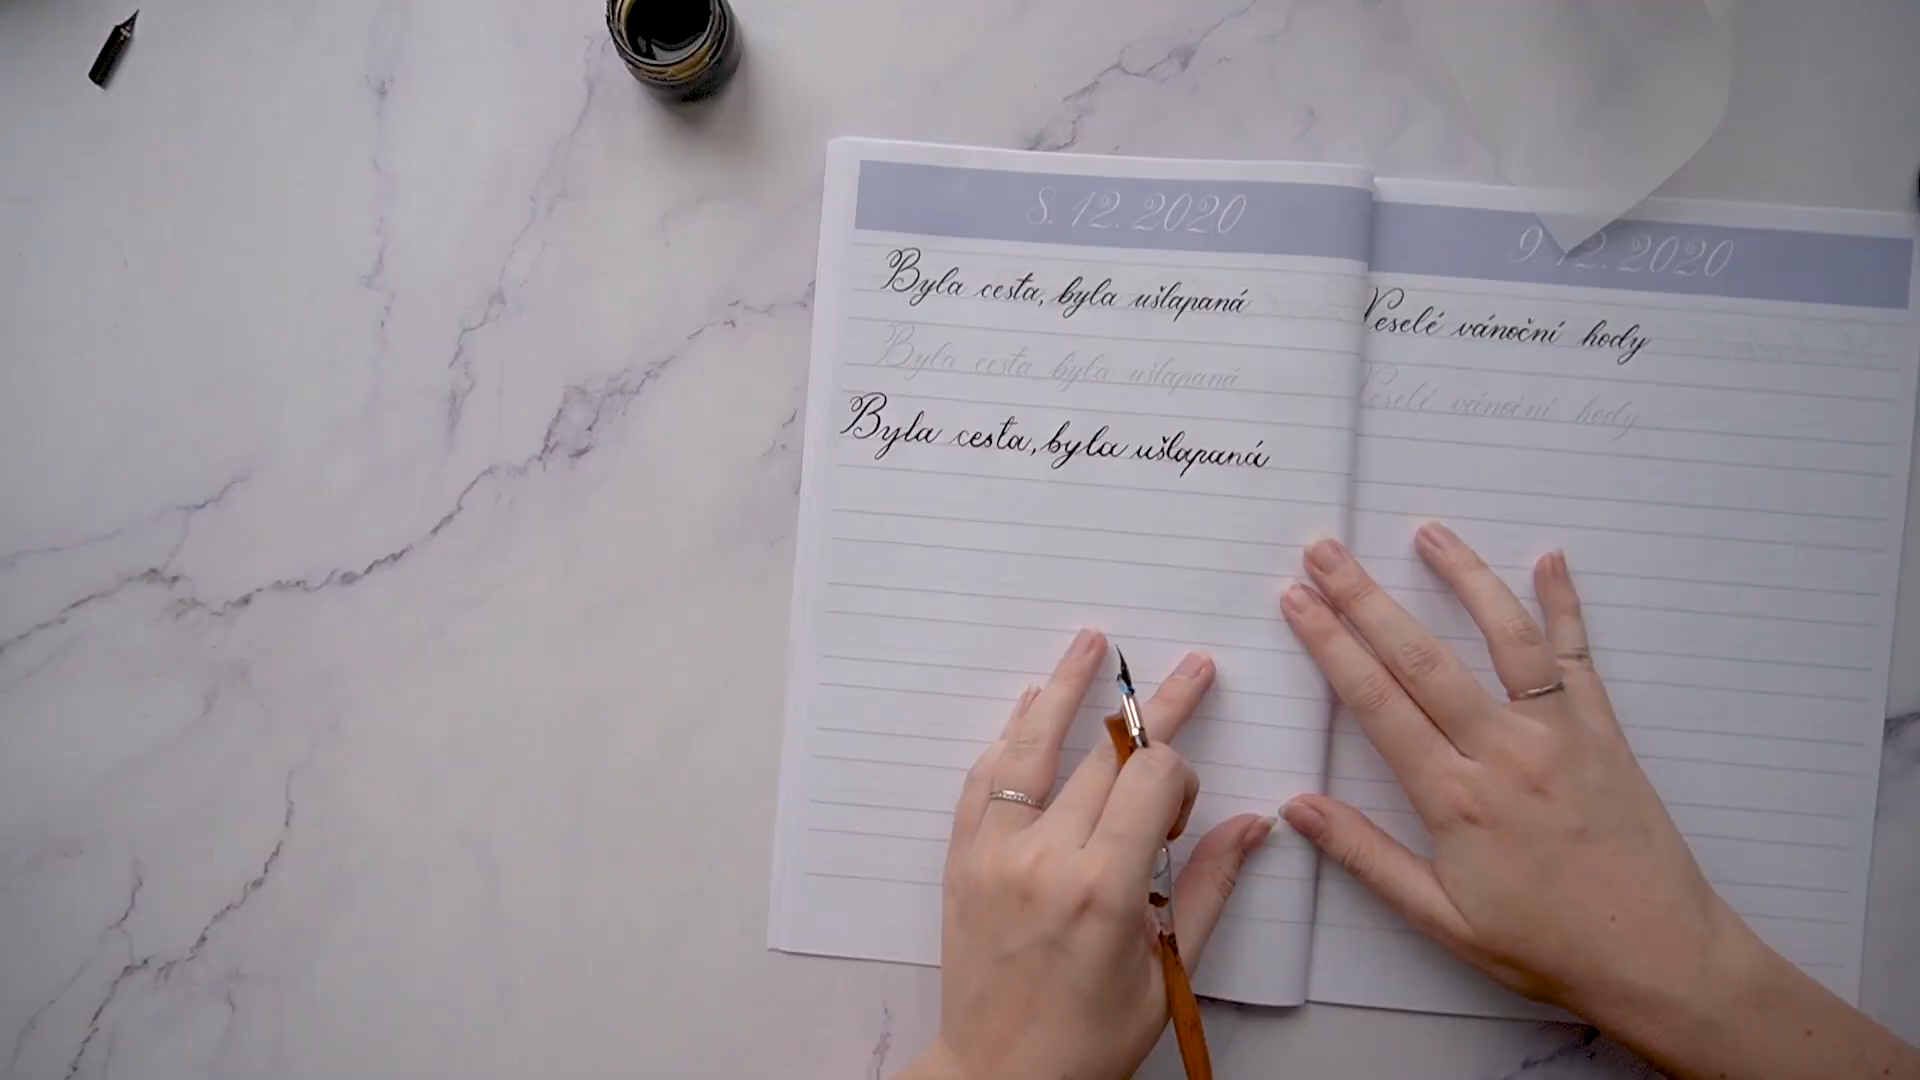 8. 12. 2020
Byla cesta, byla ušlapaná
Byla cesta byla ušlapaná
Byla cesta, byla ušlapaná
9. 12. 2020
Veselé vánoční hody
Veselé vánoční hody